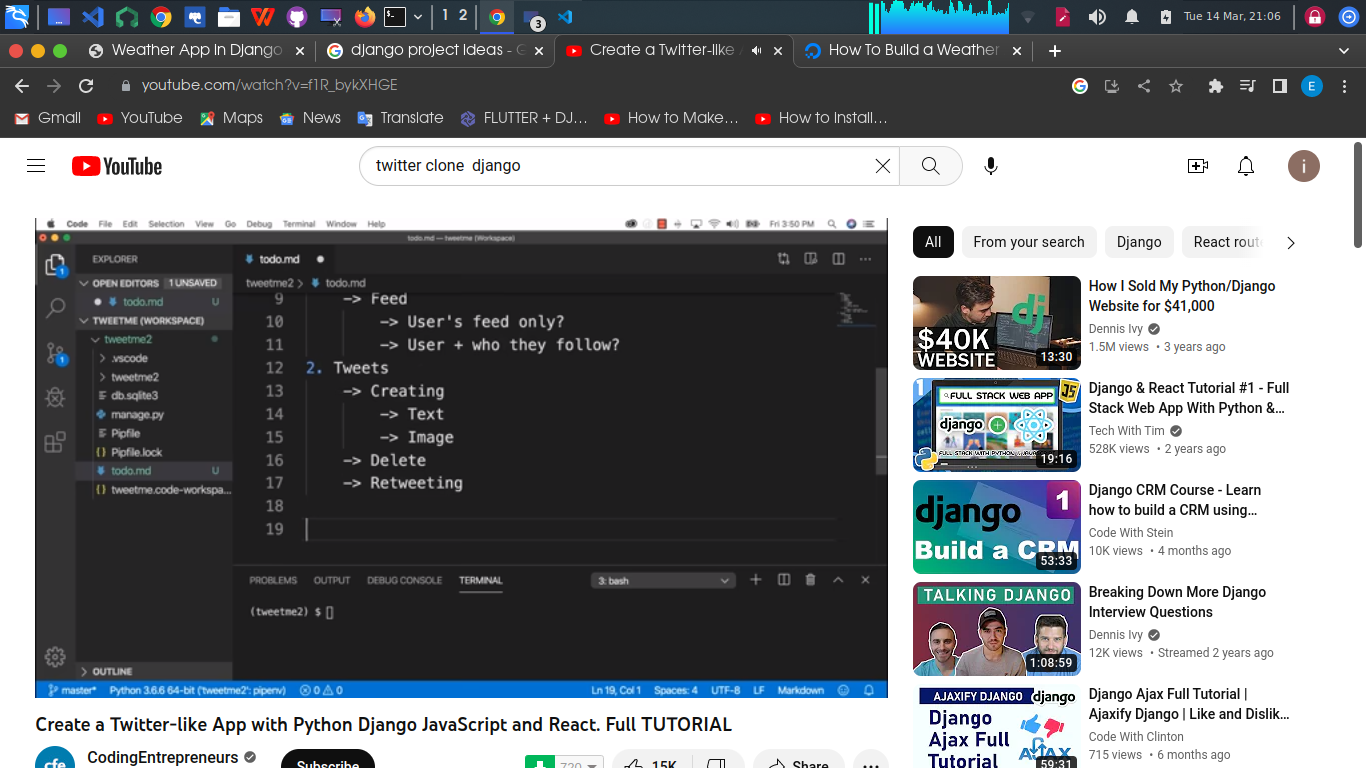 1 2
3
Tue 14 Mar, 21:06
Weather App in Django
django project ideas - G
Create a Twitter-like A
How To Build a Weather
youtube.com/watch?v=f1R_bykXHGE
E
Gmail
YouTube
Maps
News
Translate
FLUTTER + DJ...
How to Make...
How to install...
YouTube
twitter clone  django
i
Code File Edit Selection View Go Debug Terminal Window Help
Fri 3:50 PM
todo.md — tweetme (Workspace)
EXPLORER
OPEN EDITORS 1 UNSAVED
todo.md U
TWEETME (WORKSPACE)
tweetme2
.vscode
tweetme2
db.sqlite3
manage.py
Pipfile
Pipfile.lock
todo.md U
tweetme.code-workspa...
OUTLINE
todo.md
tweetme2 > todo.md
9 -> Feed
10 -> User's feed only?
11 -> User + who they follow?
12 2. Tweets
13 -> Creating
14 -> Text
15 -> Image
16 -> Delete
17 -> Retweeting
18
19
PROBLEMS OUTPUT DEBUG CONSOLE TERMINAL
3: bash
(tweetme2) $
master* Python 3.6.6 64-bit ('tweetme2': pipenv) 0 0
Ln 19, Col 1 Spaces: 4 UTF-8 LF Markdown
Create a Twitter-like App with Python Django JavaScript and React. Full TUTORIAL
cfe
CodingEntrepreneurs
Subscribe
720
15K
Share
All
From your search
Django
React route
dj
$40K
WEBSITE
13:30
How I Sold My Python/Django
Website for $41,000
Dennis Ivy
1.5M views • 3 years ago
1
FULL STACK WEB APP
JS
django
FULL STACK WITH PYTHON
19:16
Django & React Tutorial #1 - Full
Stack Web App With Python &...
Tech With Tim
528K views • 2 years ago
django
1
Build a CRM
53:33
Django CRM Course - Learn
how to build a CRM using...
Code With Stein
10K views • 4 months ago
TALKING DJANGO
1:08:59
Breaking Down More Django
Interview Questions
Dennis Ivy
12K views • Streamed 2 years ago
AJAXIFY DJANGO
django
Django
Ajax Full
Tutorial
AJAX
59:31
Django Ajax Full Tutorial |
Ajaxify Django | Like and Dislik...
Code With Clinton
715 views • 6 months ago